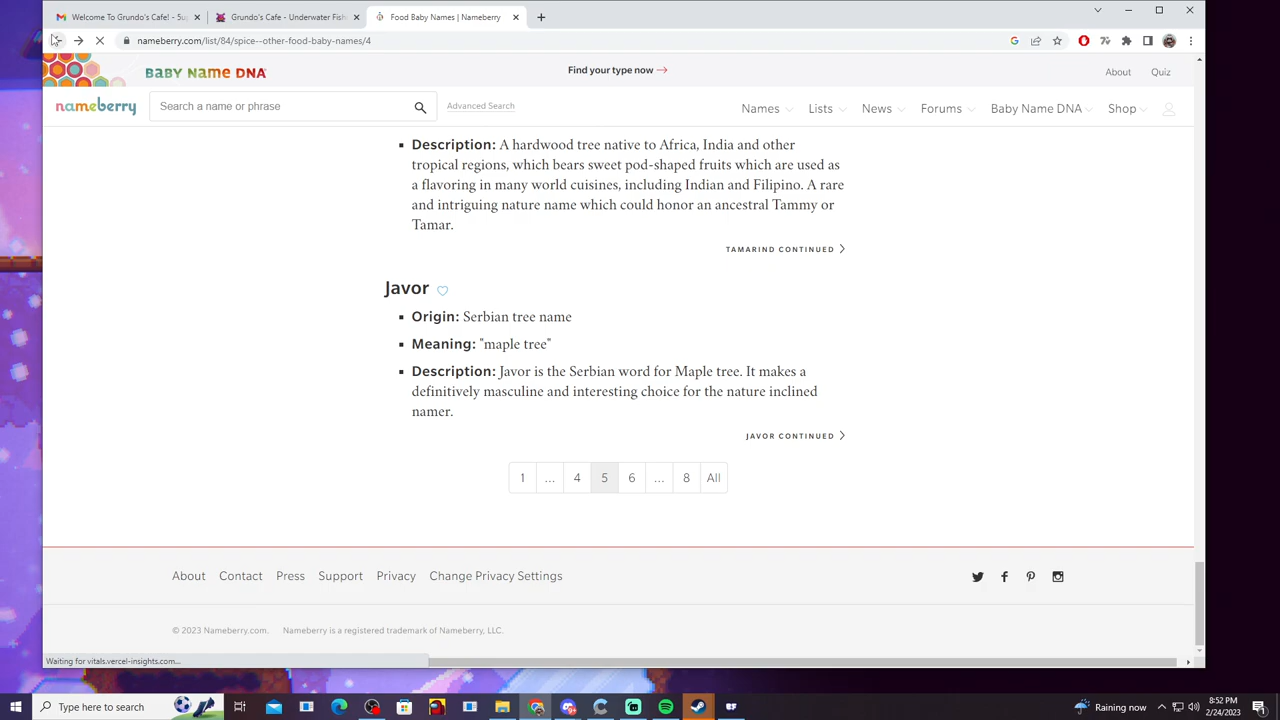 Welcome To Grundo's Cafe! - Sup
Grundo's Cafe - Underwater Fish
Food Baby Names | Nameberry
nameberry.com/list/84/spice--other-food-baby-names/4
BABY NAME DNA
Find your type now
About Quiz
nameberry
Search a name or phrase
Advanced Search
Names Lists News Forums Baby Name DNA Shop
Description: A hardwood tree native to Africa, India and other
tropical regions, which bears sweet pod-shaped fruits which are used as
a flavoring in many world cuisines, including Indian and Filipino. A rare
and intriguing nature name which could honor an ancestral Tammy or
Tamar.
TAMARIND CONTINUED
Javor
Origin: Serbian tree name
Meaning: "maple tree"
Description: Javor is the Serbian word for Maple tree. It makes a
definitively masculine and interesting choice for the nature inclined
namer.
JAVOR CONTINUED
1 ... 4 5 6 ... 8 All
About Contact Press Support Privacy Change Privacy Settings
© 2023 Nameberry.com. Nameberry is a registered trademark of Nameberry, LLC.
Waiting for vitals.vercel-insights.com...
Type here to search
Raining now
8:52 PM
2/24/2023